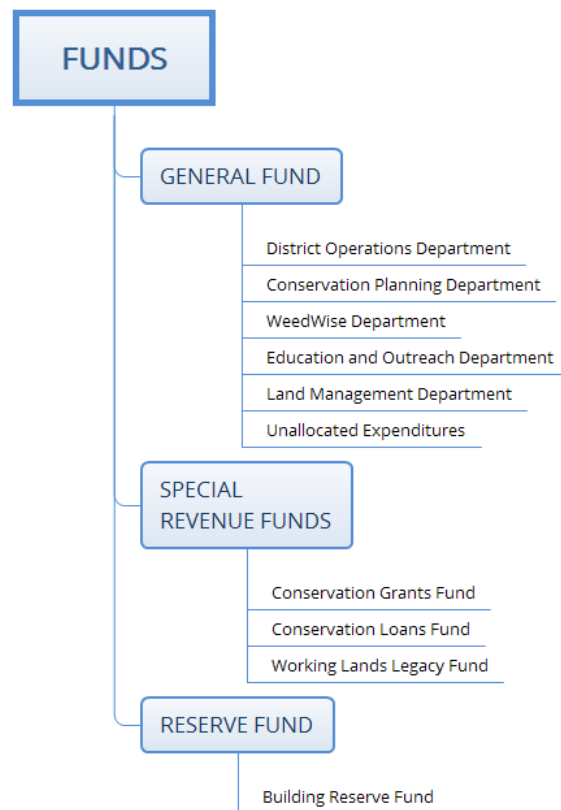 FUNDS
GENERAL FUND
District Operations Department
Conservation Planning Department
WeedWise Department
Education and Outreach Department
Land Management Department
Unallocated Expenditures
SPECIAL
REVENUE FUNDS
Conservation Grants Fund
Conservation Loans Fund
Working Lands Legacy Fund
RESERVE FUND
Building Reserve Fund